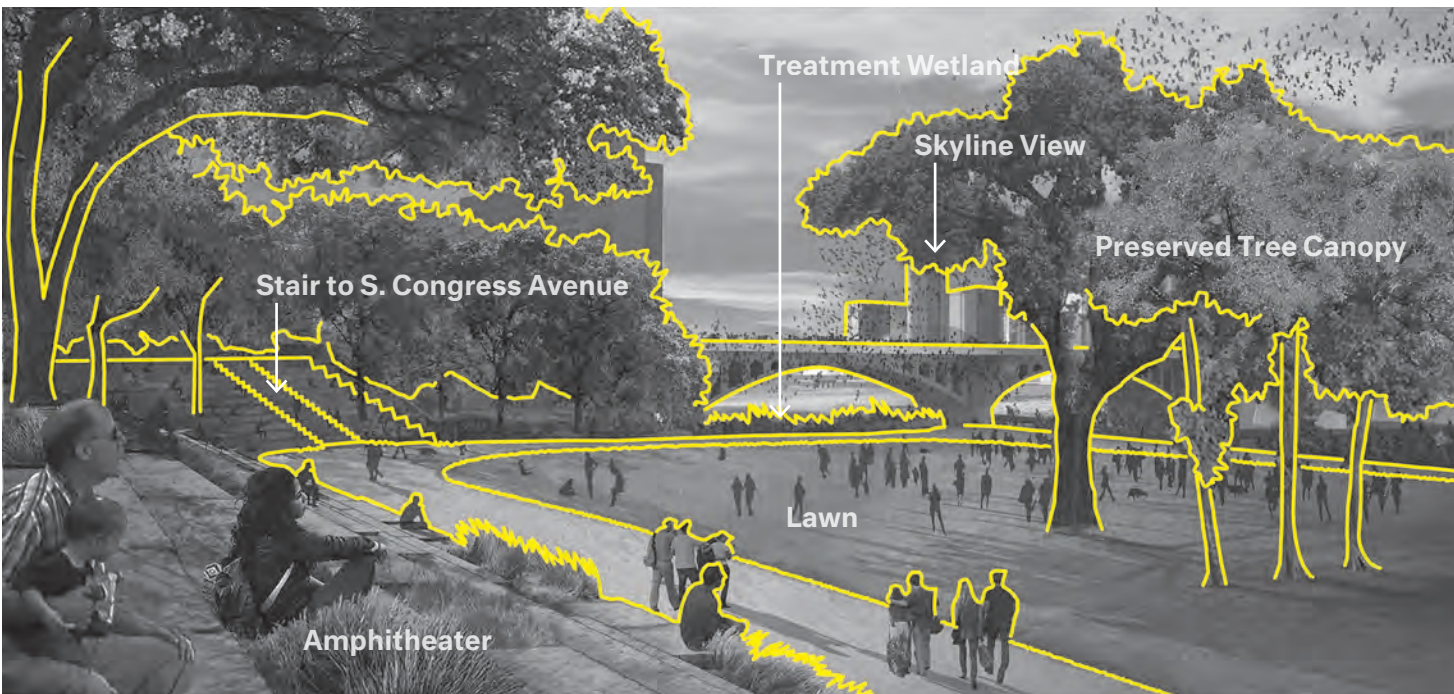 Treatment Wetland
Skyline View
Preserved Tree Canopy
Stair to S. Congress Avenue
Lawn
Amphitheater